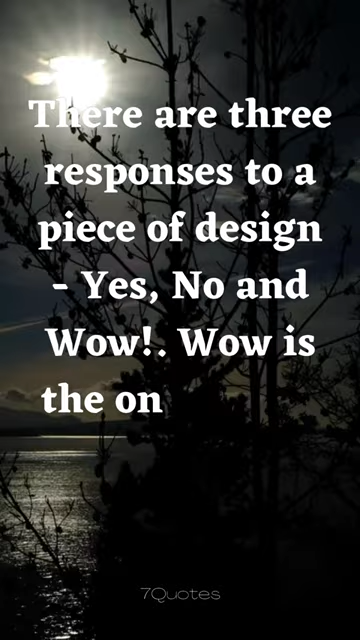 There are three
responses to a
piece of design
- Yes, No and
Wow!. Wow is
the on
7Quotes